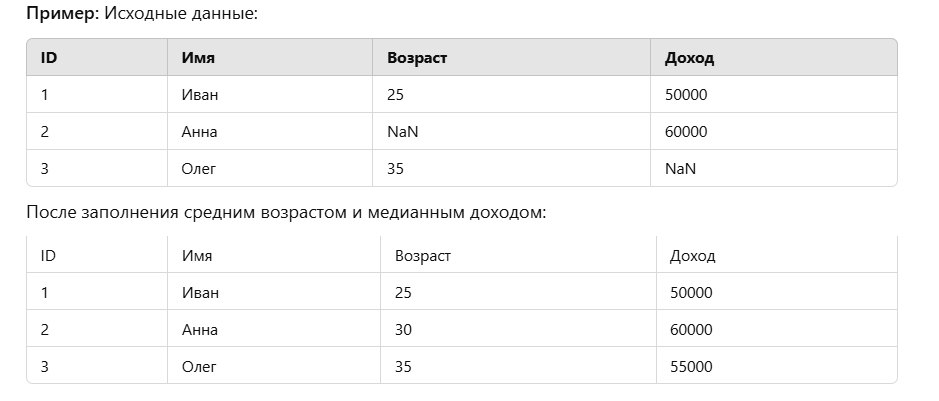 Пример: Исходные данные:
ID Имя Возраст Доход
1 Иван 25 50000
2 Анна NaN 60000
3 Олег 35 NaN
После заполнения средним возрастом и медианным доходом:
ID Имя Возраст Доход
1 Иван 25 50000
2 Анна 30 60000
3 Олег 35 55000